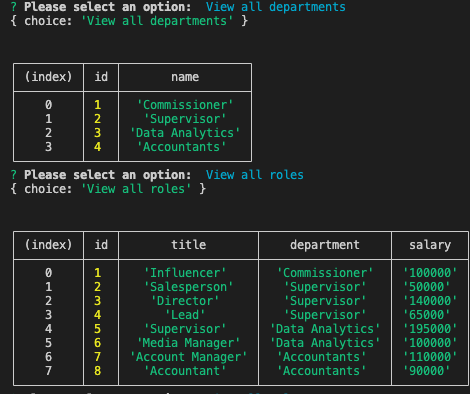 ? Please select an option: View all departments
{ choice: 'View all departments' }
(index) id name
0 1 'Commissioner'
1 2 'Supervisor'
2 3 'Data Analytics'
3 4 'Accountants'
? Please select an option: View all roles
{ choice: 'View all roles' }
(index) id title department salary
0 1 'Influencer' 'Commissioner' '100000'
1 2 'Salesperson' 'Supervisor' '50000'
2 3 'Director' 'Supervisor' '140000'
3 4 'Lead' 'Supervisor' '65000'
4 5 'Supervisor' 'Data Analytics' '195000'
5 6 'Media Manager' 'Data Analytics' '100000'
6 7 'Account Manager' 'Accountants' '110000'
7 8 'Accountant' 'Accountants' '90000'